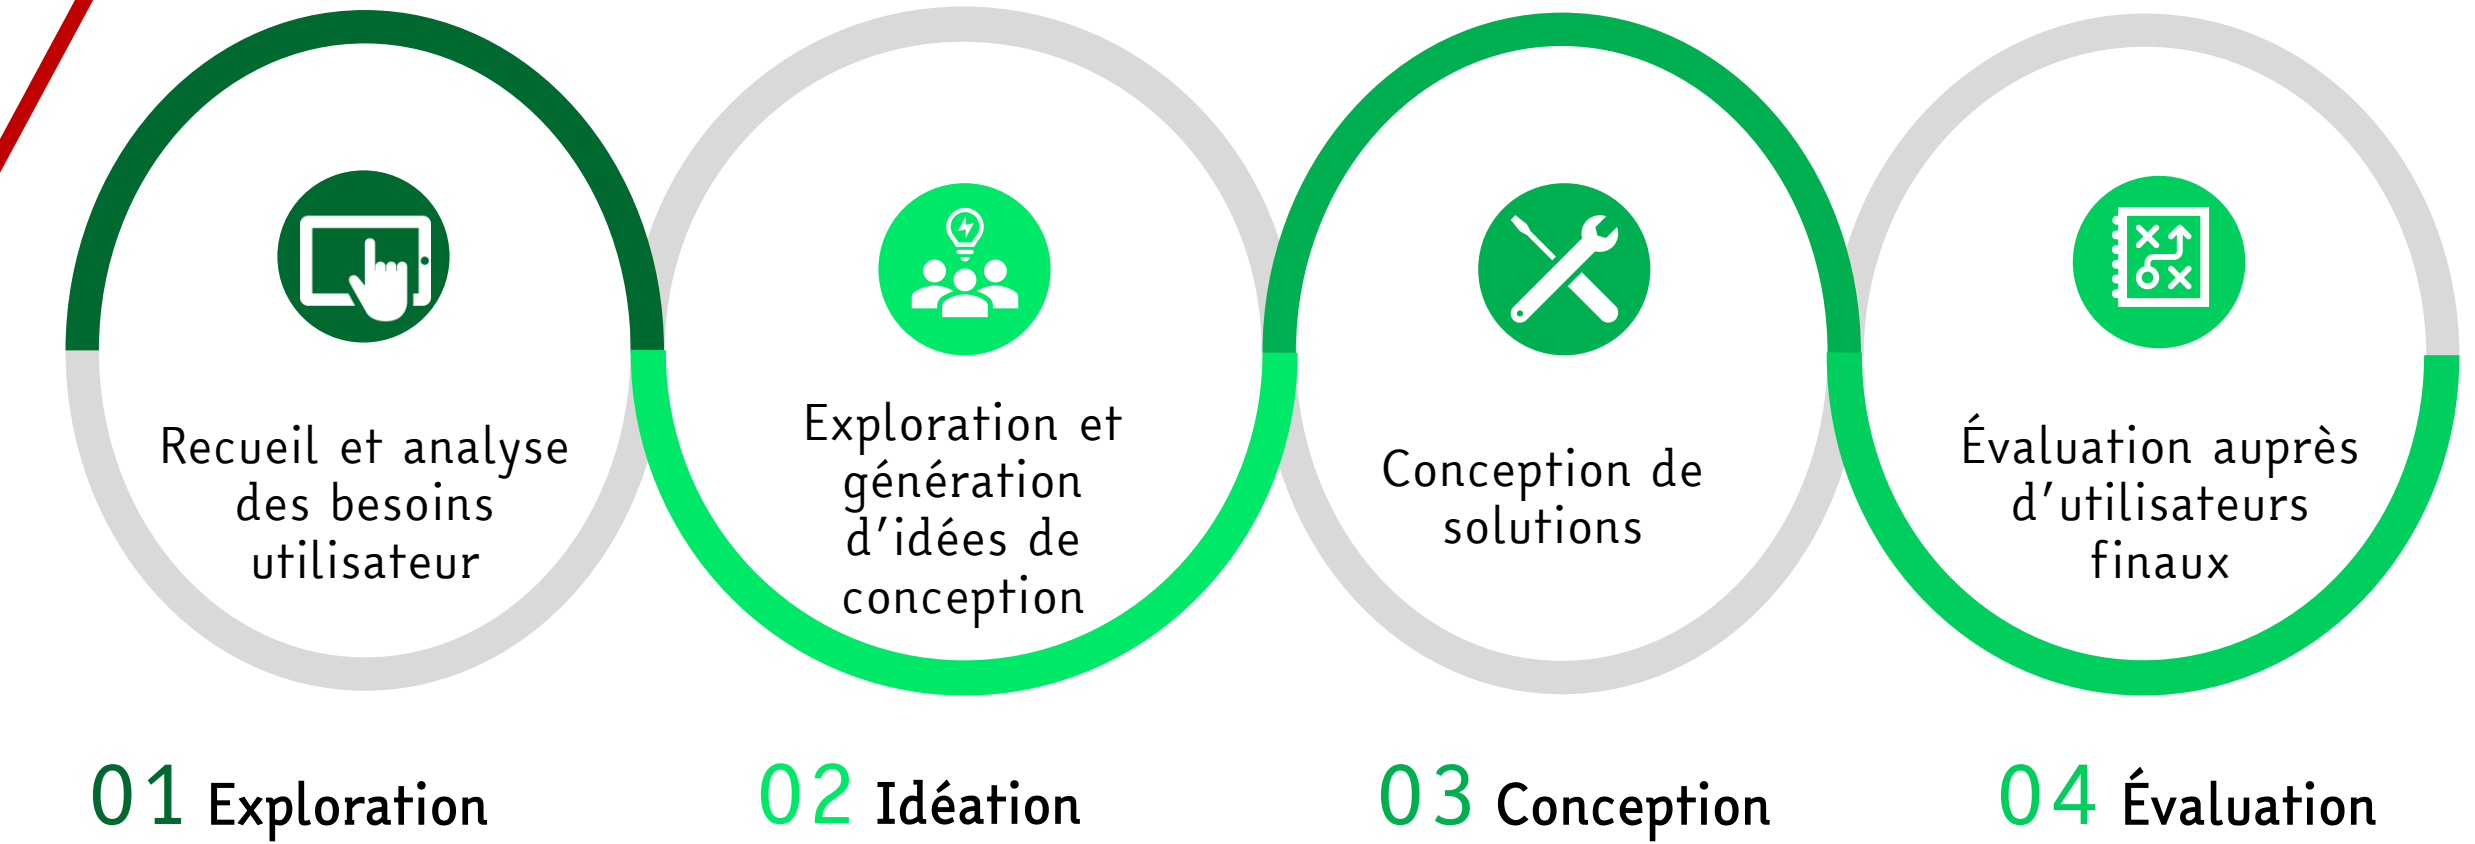 Recueil et analyse
des besoins
utilisateur
Exploration et
génération
d’idées de
conception
Conception de
solutions
Évaluation auprès
d’utilisateurs
finaux
01 Exploration
02 Idéation
03 Conception
04 Évaluation